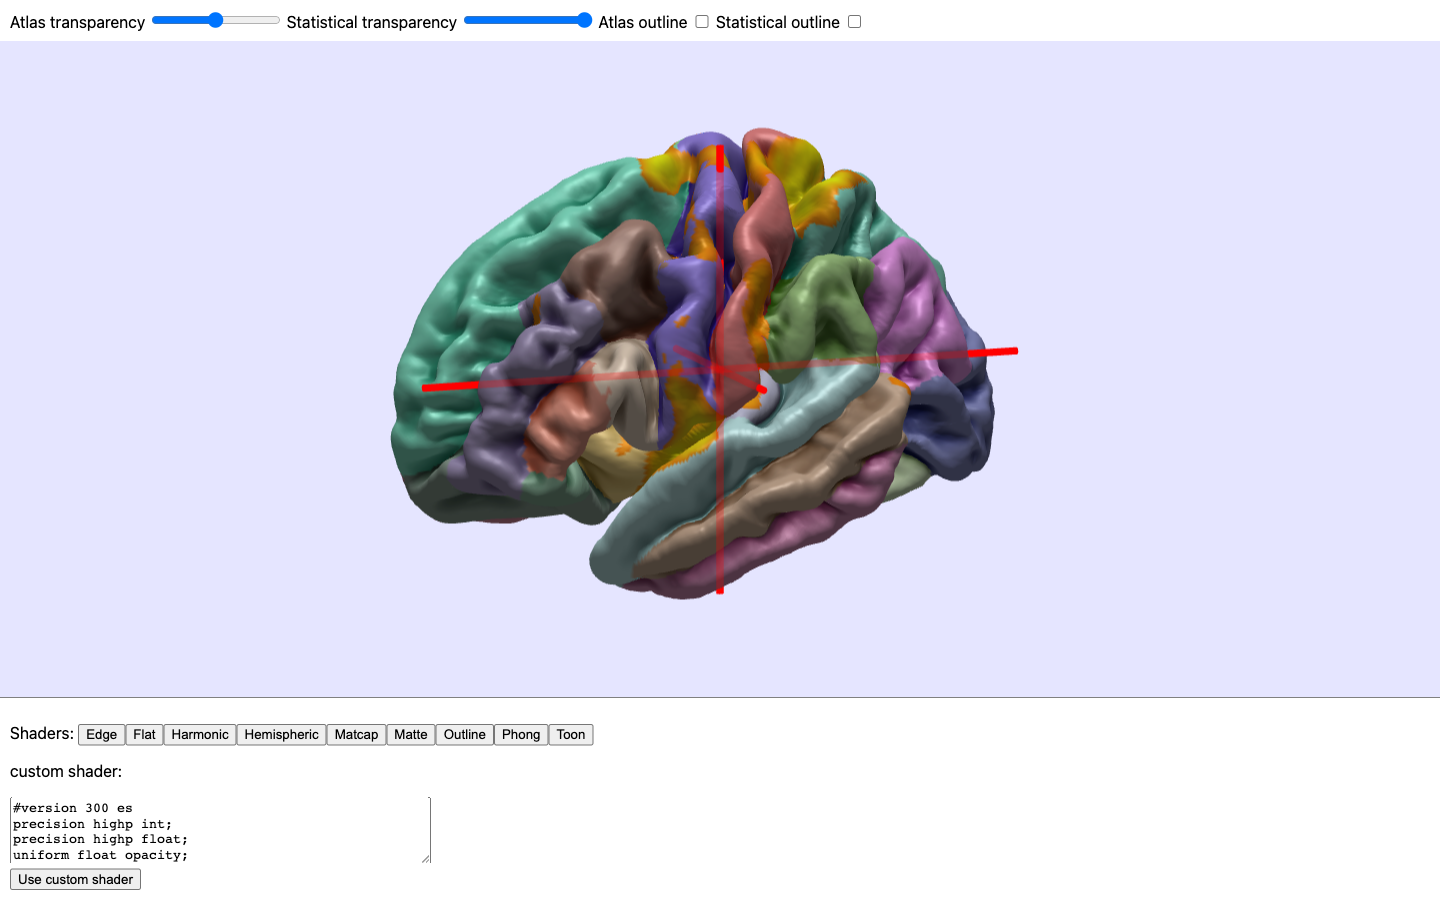 Atlas transparency Statistical transparency Atlas outline Statistical outline
Shaders: Edge Flat Harmonic Hemispheric Matcap Matte Outline Phong Toon
custom shader:
#version 300 es
precision highp int;
precision highp float;
uniform float opacity;
Use custom shader